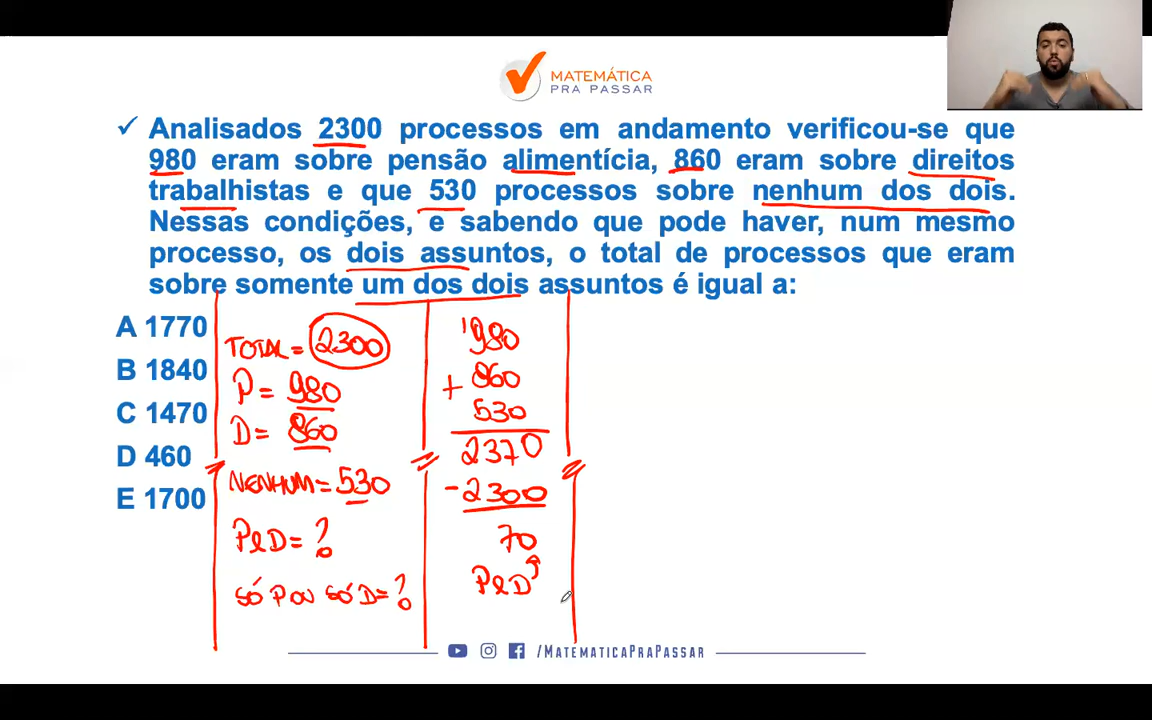 MATEMÁTICA
PRA PASSAR
✓ Analisados 2300 processos em andamento verificou-se que
980 eram sobre pensão alimentícia, 860 eram sobre direitos
trabalhistas e que 530 processos sobre nenhum dos dois.
Nessas condições, e sabendo que pode haver, num mesmo
processo, os dois assuntos, o total de processos que eram
sobre somente um dos dois assuntos é igual a:
A 1770
B 1840
C 1470
D 460
E 1700
TOTAL = 2300
P = 980
D = 860
NENHUM = 530
PeD = ?
SÓ P OU SÓ D = ?
1980
+ 860
530
2370
- 2300
70
PeD
/MATEMATICAPRAPASSAR